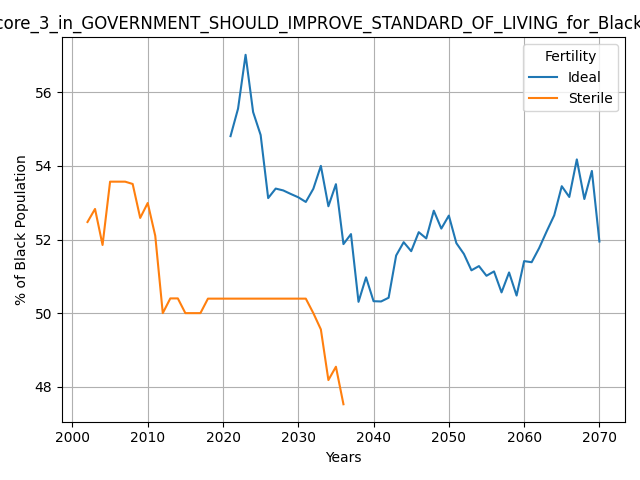 core_3_in_GOVERNMENT_SHOULD_IMPROVE_STANDARD_OF_LIVING_for_Black
Fertility
Ideal
Sterile
% of Black Population
56
54
52
50
48
2000 2010 2020 2030 2040 2050 2060 2070
Years